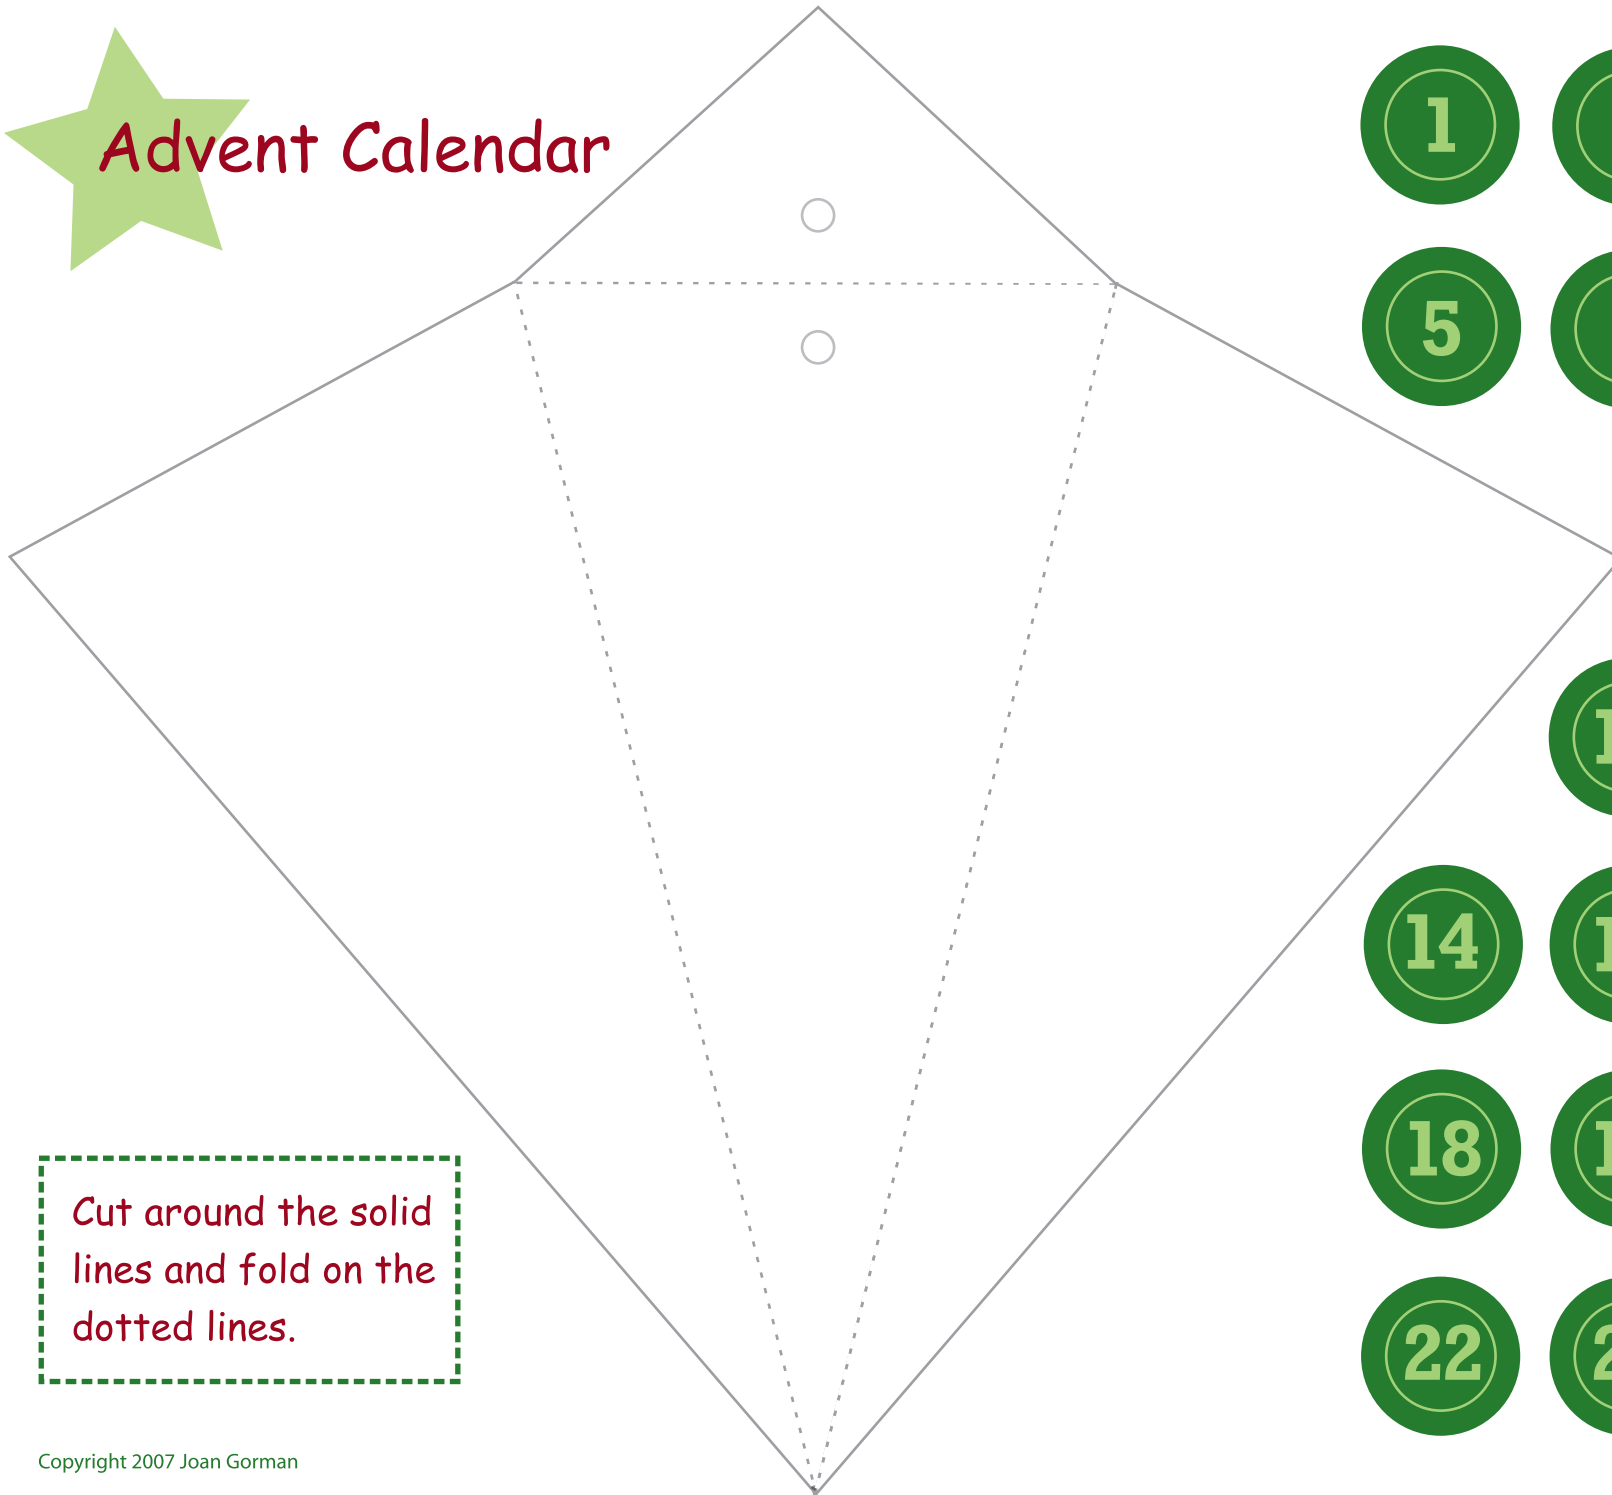 Advent Calendar
1
5
14
18
22
Cut around the solid
lines and fold on the
dotted lines.
Copyright 2007 Joan Gorman